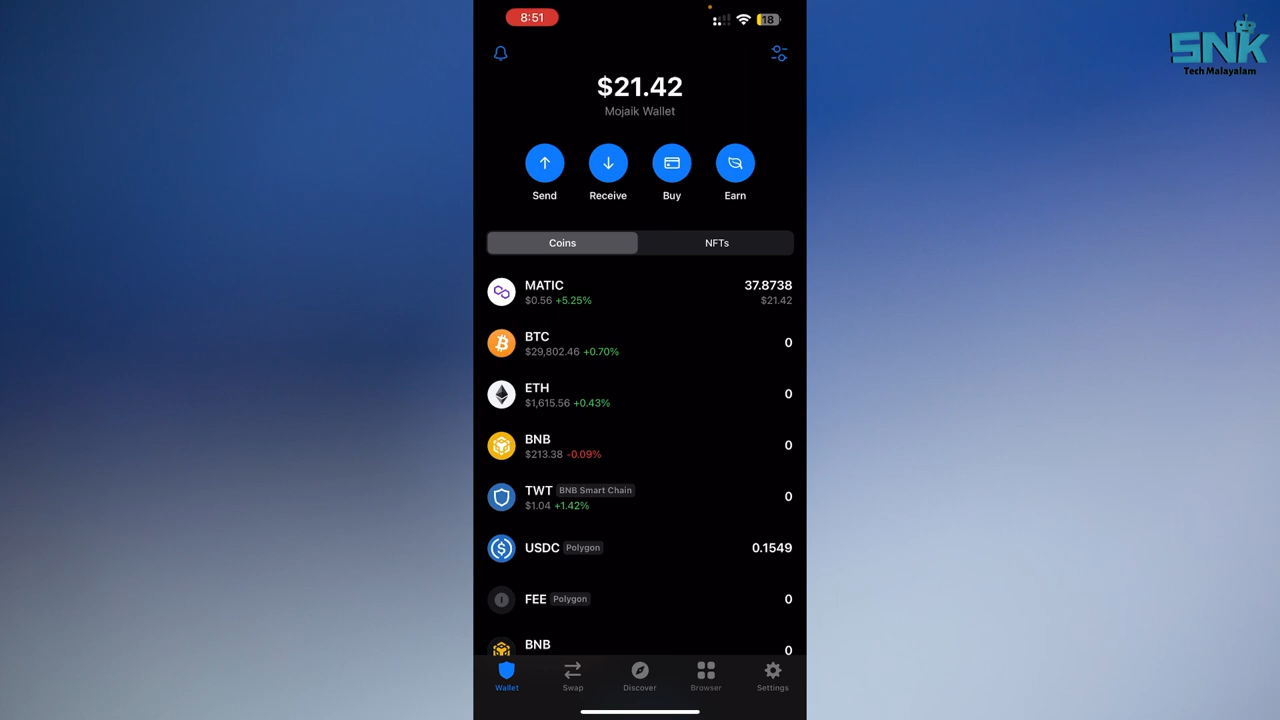 8:51
18
SNK
Tech Malayalam
$21.42
Mojaik Wallet
Send
Receive
Buy
Earn
Coins
NFTs
MATIC
37.8738
$0.56 +5.25%
$21.42
BTC
$29,802.46 +0.70%
0
ETH
$1,615.56 +0.43%
0
BNB
$213.38 -0.09%
0
TWT BNB Smart Chain
$1.04 +1.42%
0
USDC Polygon
0.1549
FEE Polygon
0
BNB
0
Wallet
Swap
Discover
Browser
Settings